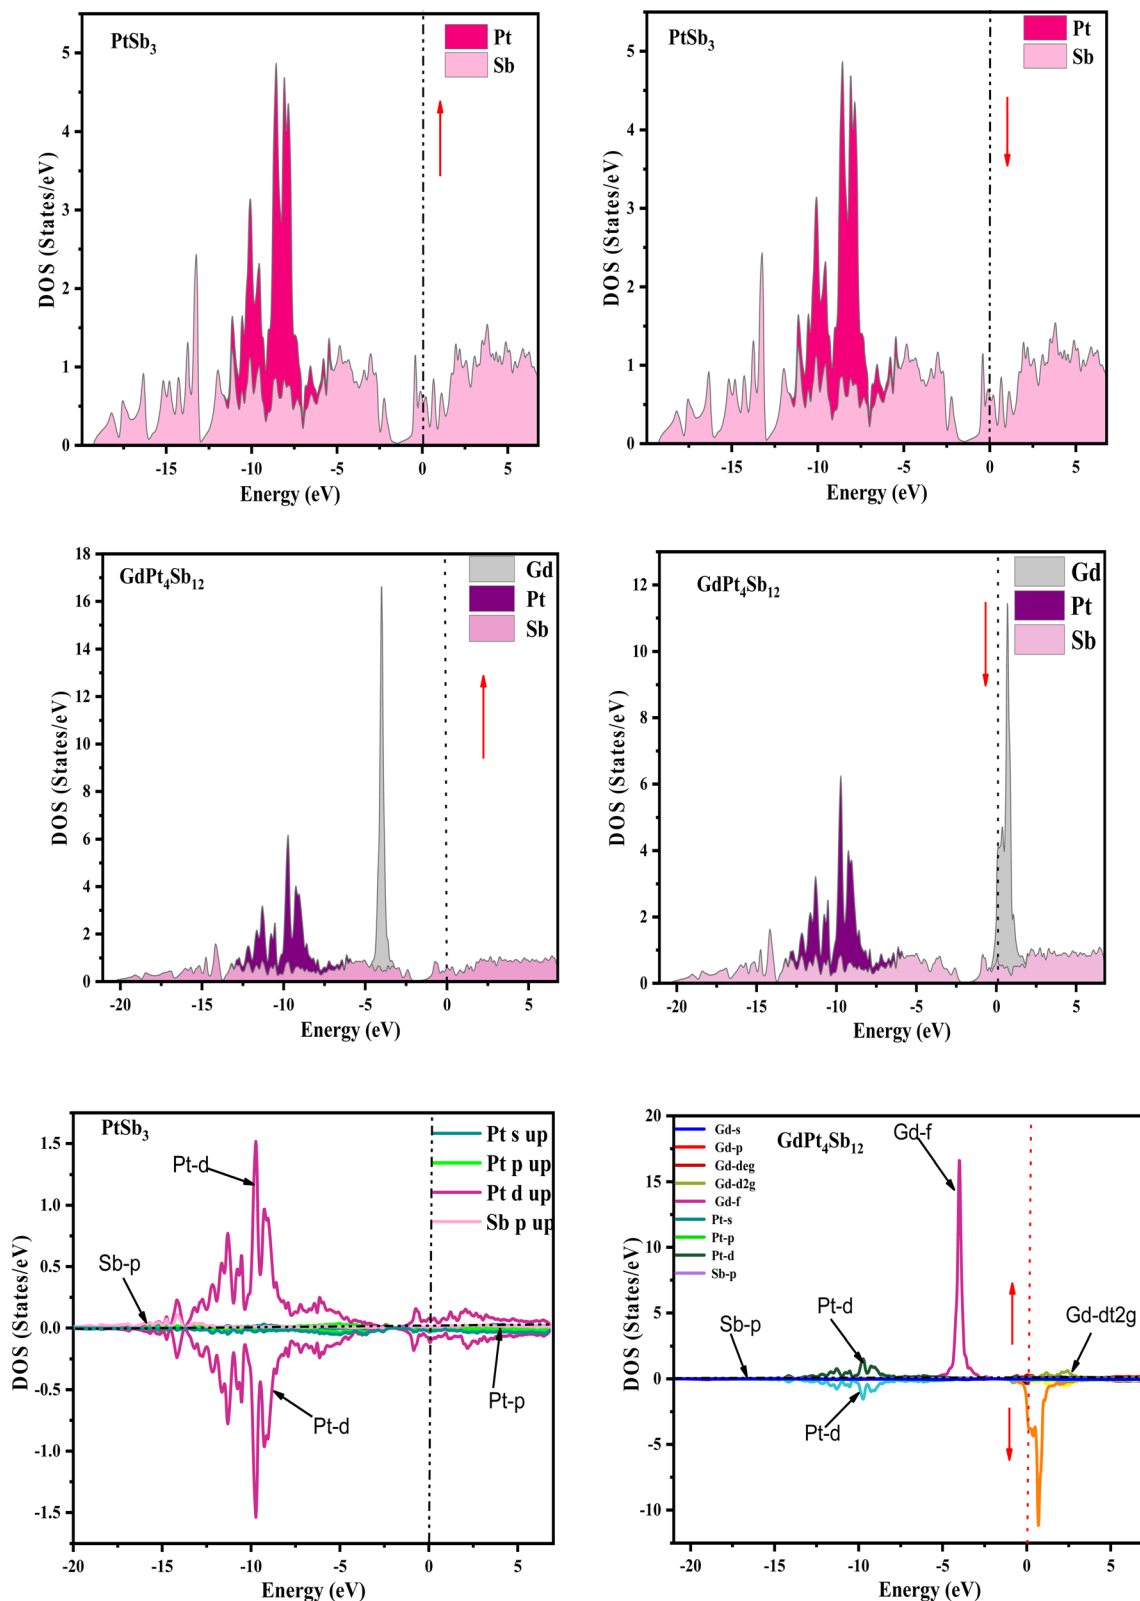 PtSb3
Pt
Sb
5
4
3
2
1
0
DOS (States/eV)
-15
-10
-5
0
5
Energy (eV)
PtSb3
Pt
Sb
5
4
3
2
1
0
DOS (States/eV)
-15
-10
-5
0
5
Energy (eV)
GdPt4Sb12
Gd
Pt
Sb
18
16
14
12
10
8
6
4
2
0
DOS (States/eV)
-20
-15
-10
-5
0
5
Energy (eV)
GdPt4Sb12
Gd
Pt
Sb
12
10
8
6
4
2
0
DOS (States/eV)
-20
-15
-10
-5
0
5
Energy (eV)
PtSb3
Pt s up
Pt p up
Pt d up
Sb p up
Pt-d
Sb-p
Pt-p
Pt-d
1.5
1.0
0.5
0.0
-0.5
-1.0
-1.5
DOS (States/eV)
-20
-15
-10
-5
0
5
Energy (eV)
GdPt4Sb12
Gd-s
Gd-p
Gd-deg
Gd-d2g
Gd-f
Pt-s
Pt-p
Pt-d
Sb-p
Gd-f
Sb-p
Pt-d
Gd-dt2g
Pt-d
20
15
10
5
0
-5
-10
DOS (States/eV)
-20
-15
-10
-5
0
5
Energy (eV)